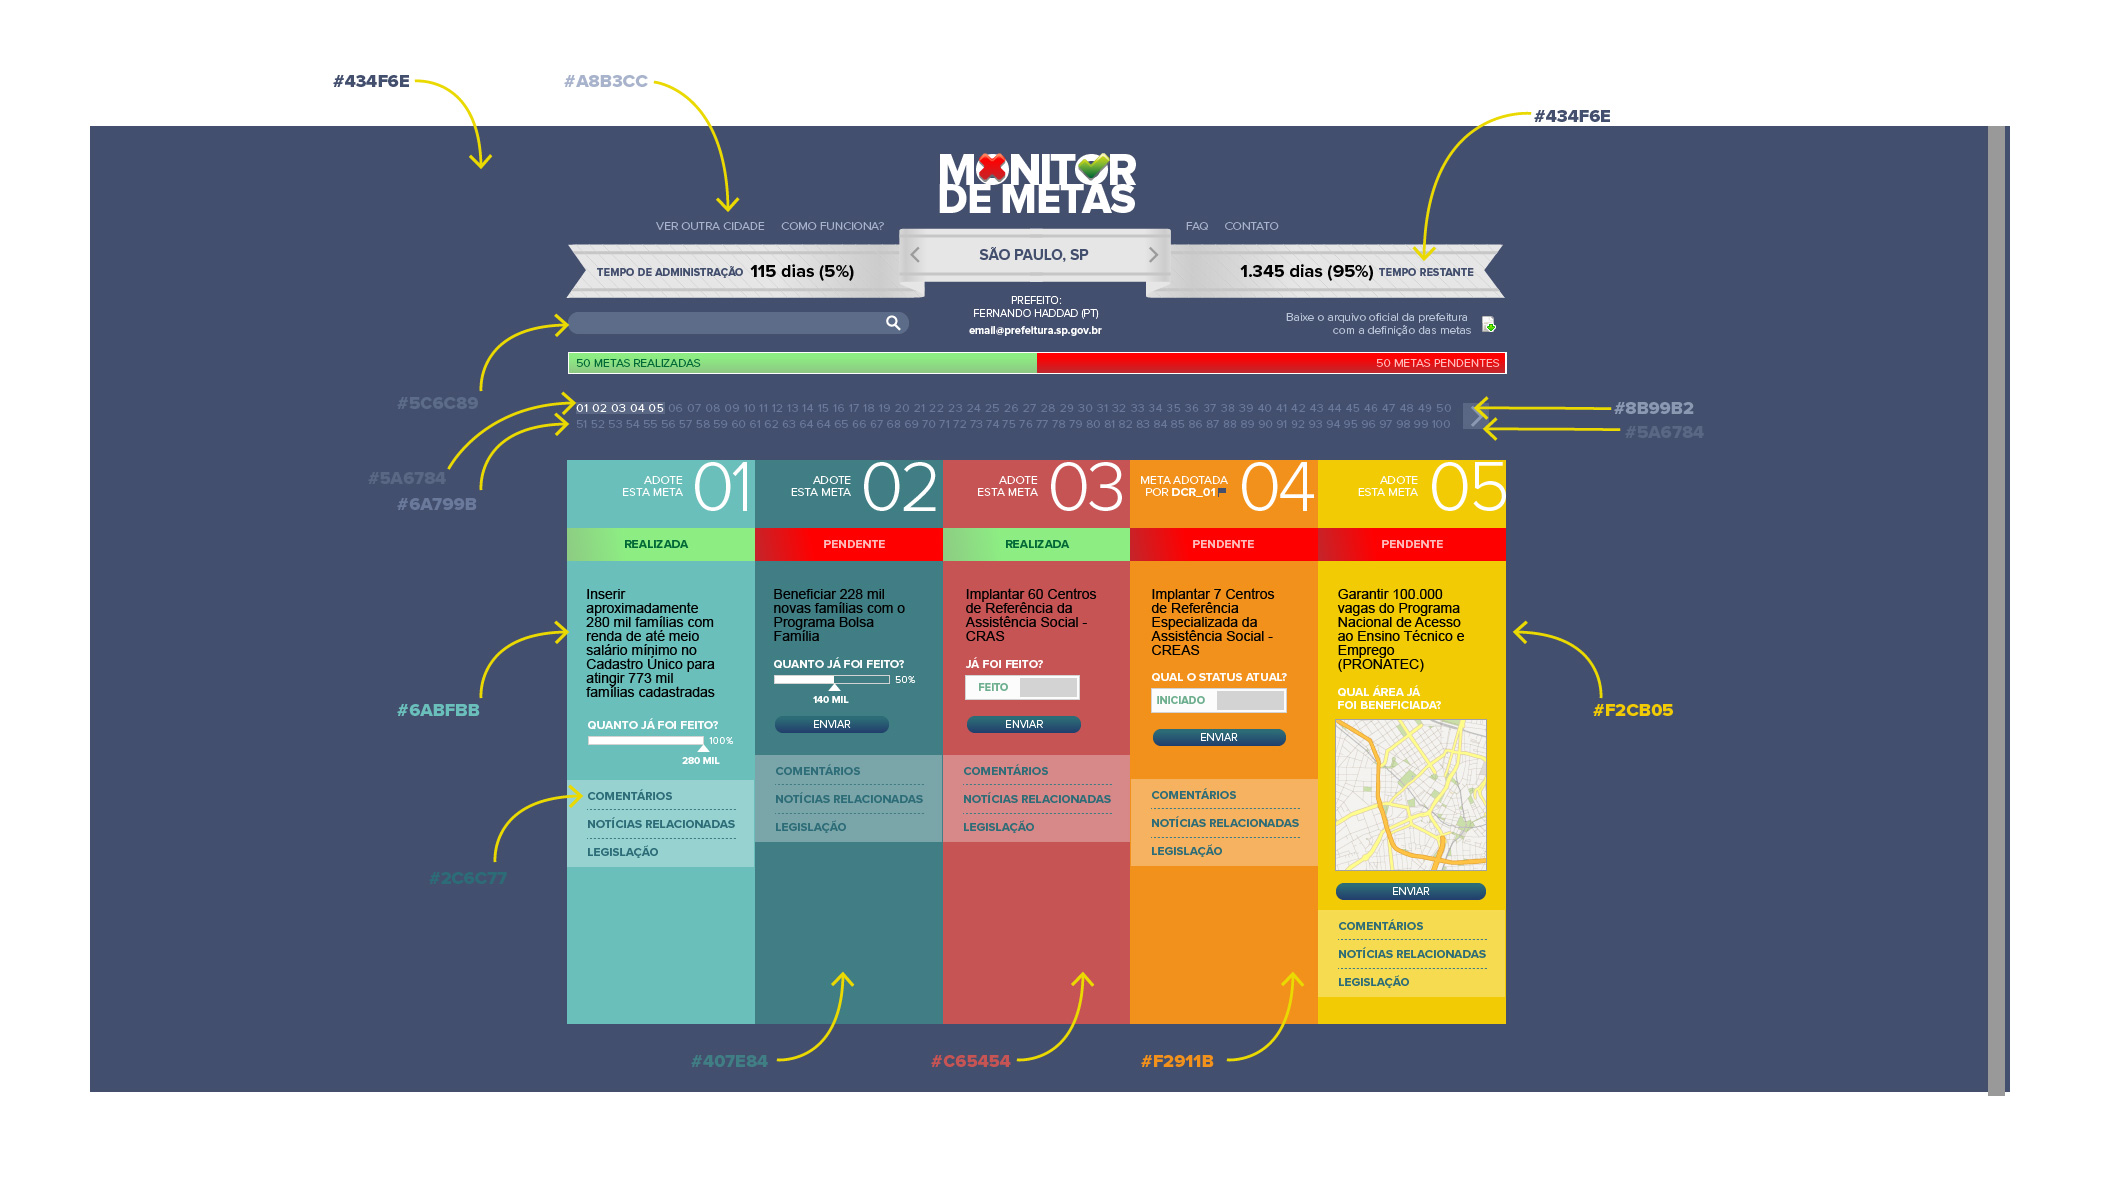 #434F6E
#A8B3CC
#434F6E
MONITOR
DE METAS
VER OUTRA CIDADE COMO FUNCIONA?
FAQ CONTATO
SÃO PAULO, SP
TEMPO DE ADMINISTRAÇÃO 115 dias (5%)
1.345 dias (95%) TEMPO RESTANTE
PREFEITO:
FERNANDO HADDAD (PT)
email@prefeitura.sp.gov.br
Baixe o arquivo oficial da prefeitura
com a definição das metas
50 METAS REALIZADAS
50 METAS PENDENTES
#5C6C89
01 02 03 04 05 06 07 08 09 10 11 12 13 14 15 16 17 18 19 20 21 22 23 24 25 26 27 28 29 30 31 32 33 34 35 36 37 38 39 40 41 42 43 44 45 46 47 48 49 50
51 52 53 54 55 56 57 58 59 60 61 62 63 64 64 65 66 67 68 69 70 71 72 73 74 75 76 77 78 79 80 81 82 83 84 85 86 87 88 89 90 91 92 93 94 95 96 97 98 99 100
#8B99B2
#5A6784
#5A6784
#6A799B
ADOTE
ESTA META
01
REALIZADA
Inserir
aproximadamente
280 mil famílias com
renda de até meio
salário mínimo no
Cadastro Único para
atingir 773 mil
famílias cadastradas
QUANTO JÁ FOI FEITO?
100%
280 MIL
COMENTÁRIOS
NOTÍCIAS RELACIONADAS
LEGISLAÇÃO
ADOTE
ESTA META
02
PENDENTE
Beneficiar 228 mil
novas famílias com o
Programa Bolsa
Família
QUANTO JÁ FOI FEITO?
50%
140 MIL
ENVIAR
COMENTÁRIOS
NOTÍCIAS RELACIONADAS
LEGISLAÇÃO
ADOTE
ESTA META
03
REALIZADA
Implantar 60 Centros
de Referência da
Assistência Social -
CRAS
JÁ FOI FEITO?
FEITO
ENVIAR
COMENTÁRIOS
NOTÍCIAS RELACIONADAS
LEGISLAÇÃO
META ADOTADA
POR DCR_01
04
PENDENTE
Implantar 7 Centros
de Referência
Especializada da
Assistência Social -
CREAS
QUAL O STATUS ATUAL?
INICIADO
ENVIAR
COMENTÁRIOS
NOTÍCIAS RELACIONADAS
LEGISLAÇÃO
ADOTE
ESTA META
05
PENDENTE
Garantir 100.000
vagas do Programa
Nacional de Acesso
ao Ensino Técnico e
Emprego
(PRONATEC)
QUAL ÁREA JÁ
FOI BENEFICIADA?
ENVIAR
COMENTÁRIOS
NOTÍCIAS RELACIONADAS
LEGISLAÇÃO
#6ABFBB
#F2CB05
#2C6C77
#407E84
#C65454
#F2911B